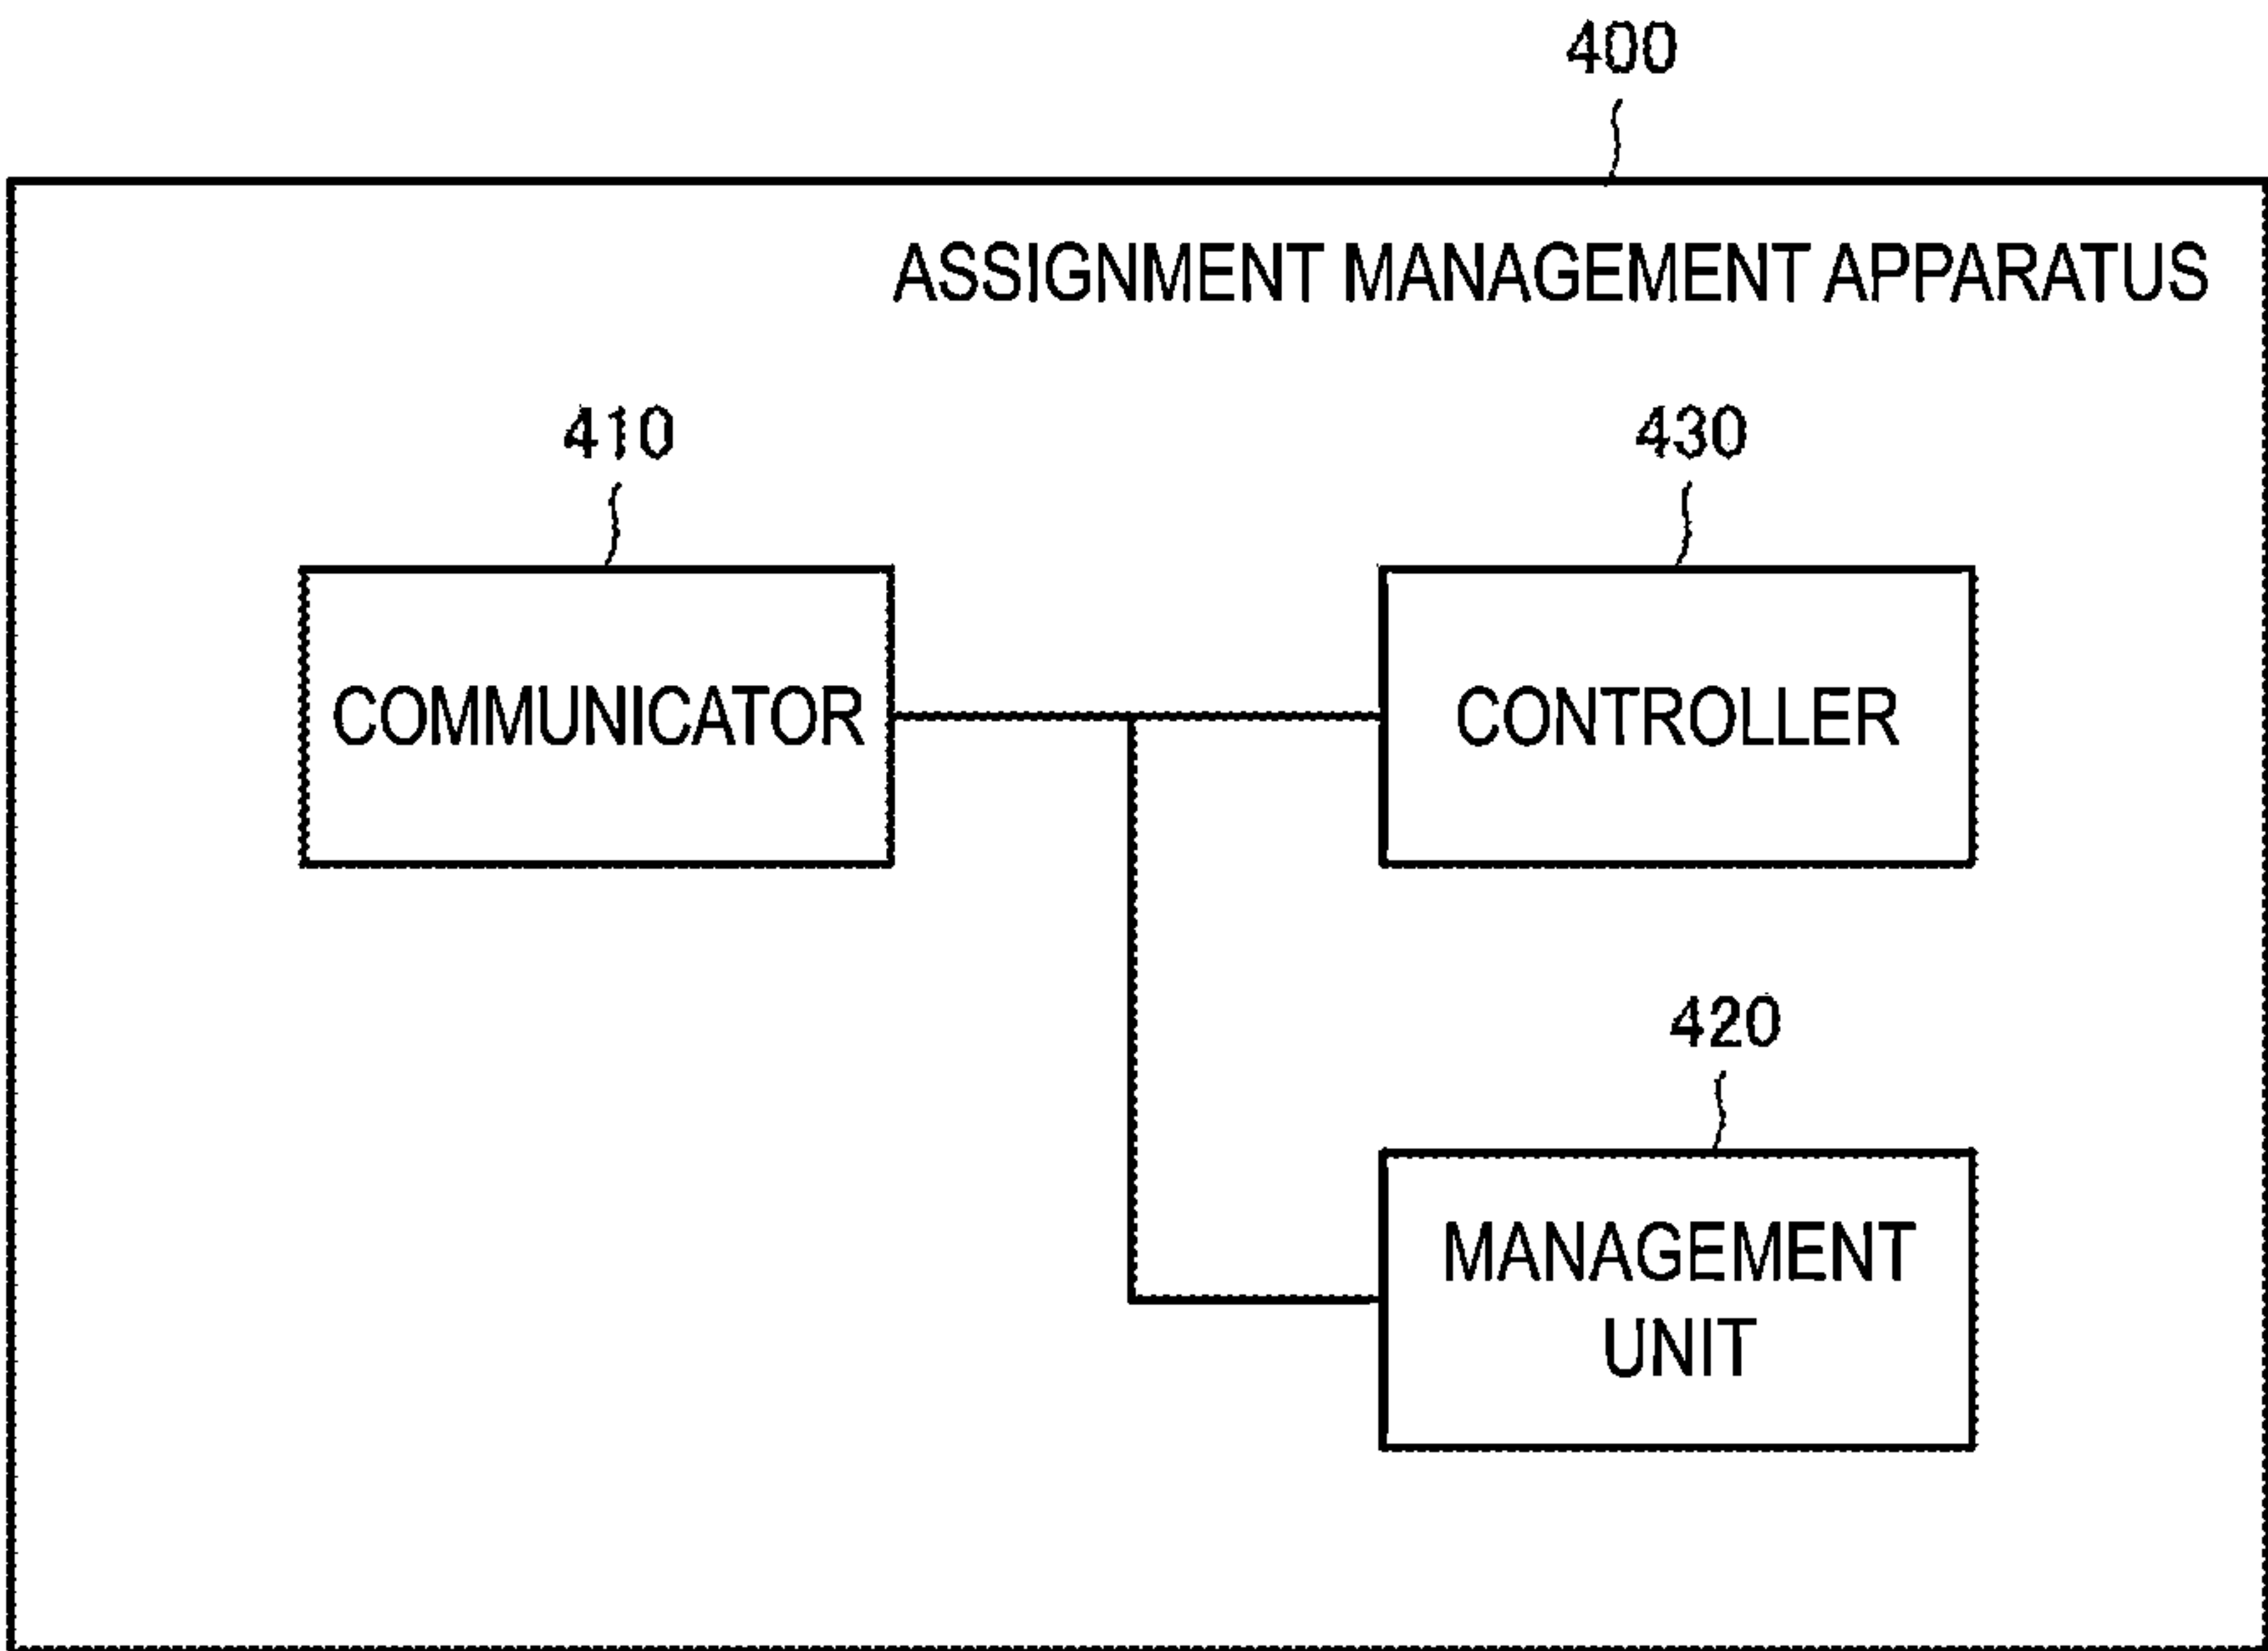 400
ASSIGNMENT MANAGEMENT APPARATUS
410
430
COMMUNICATOR
CONTROLLER
420
MANAGEMENT
UNIT